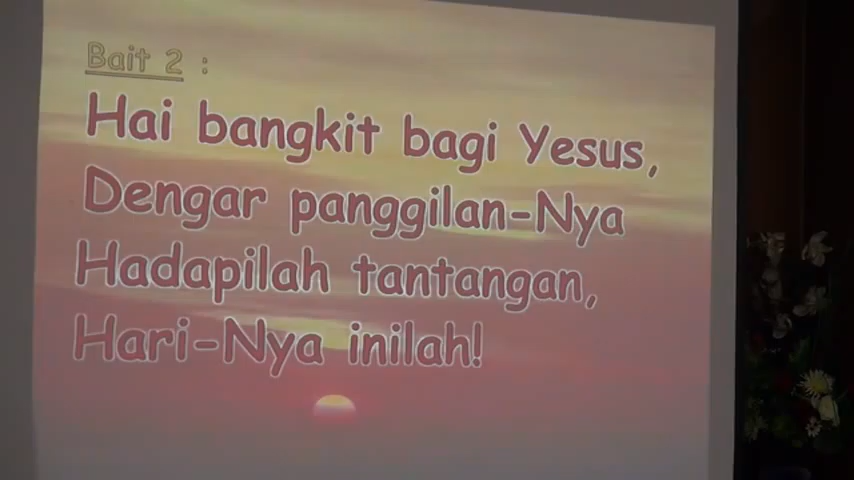 Bait 2 :
Hai bangkit bagi Yesus,
Dengar panggilan-Nya
Hadapilah tantangan,
Hari-Nya inilah!